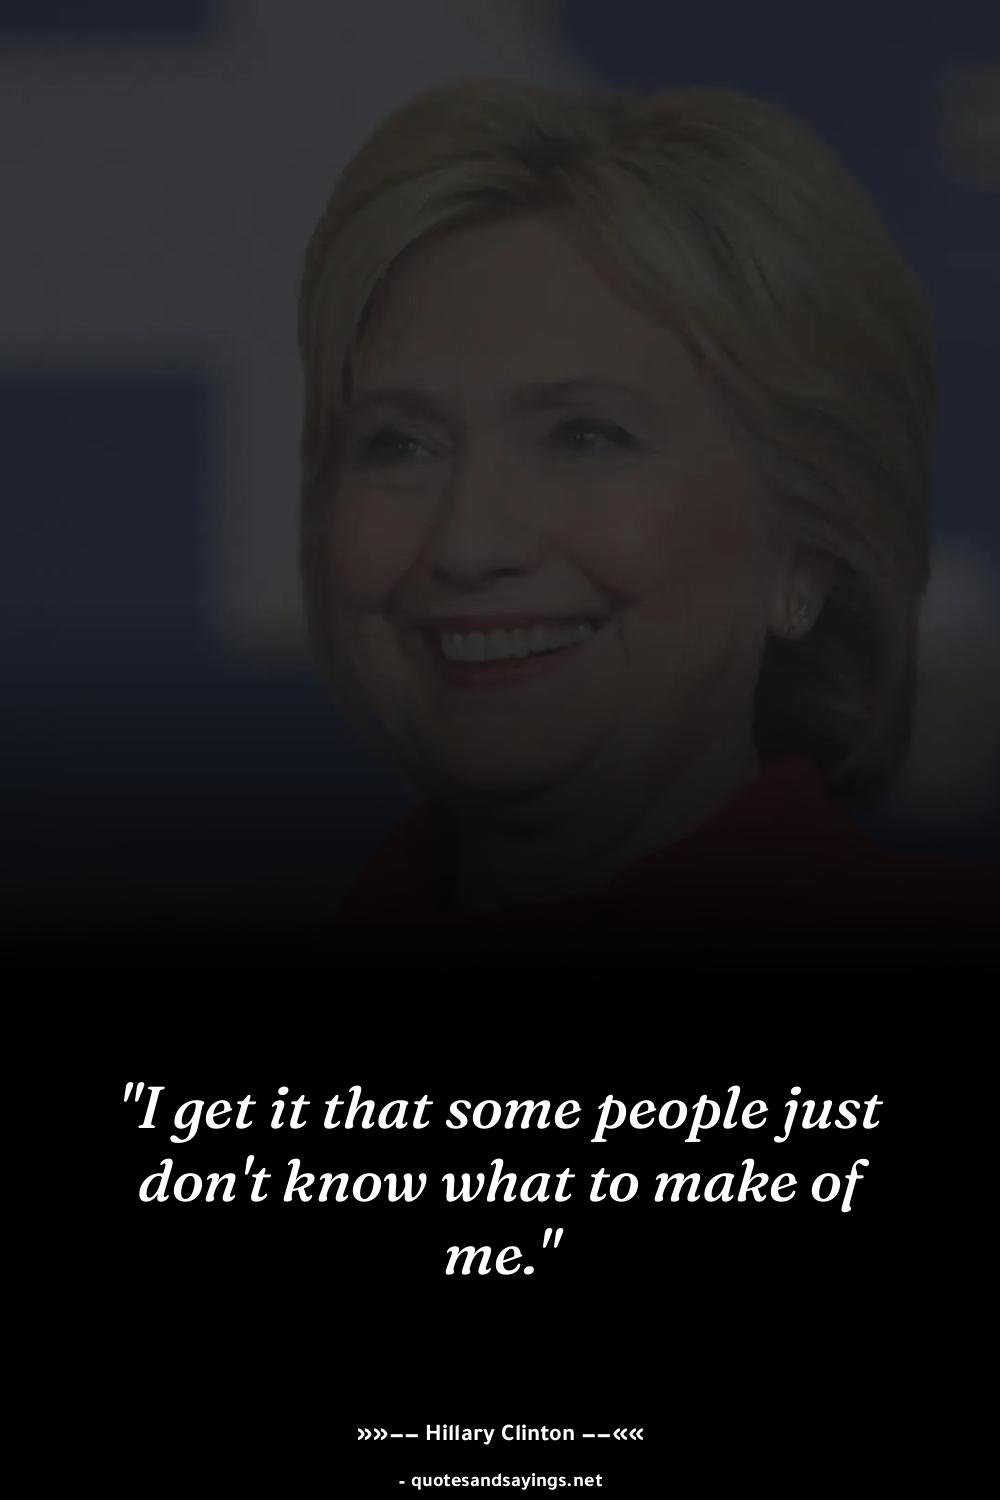 "I get it that some people just
don't know what to make of
me."
»»–– Hillary Clinton ––««
- quotesandsayings.net